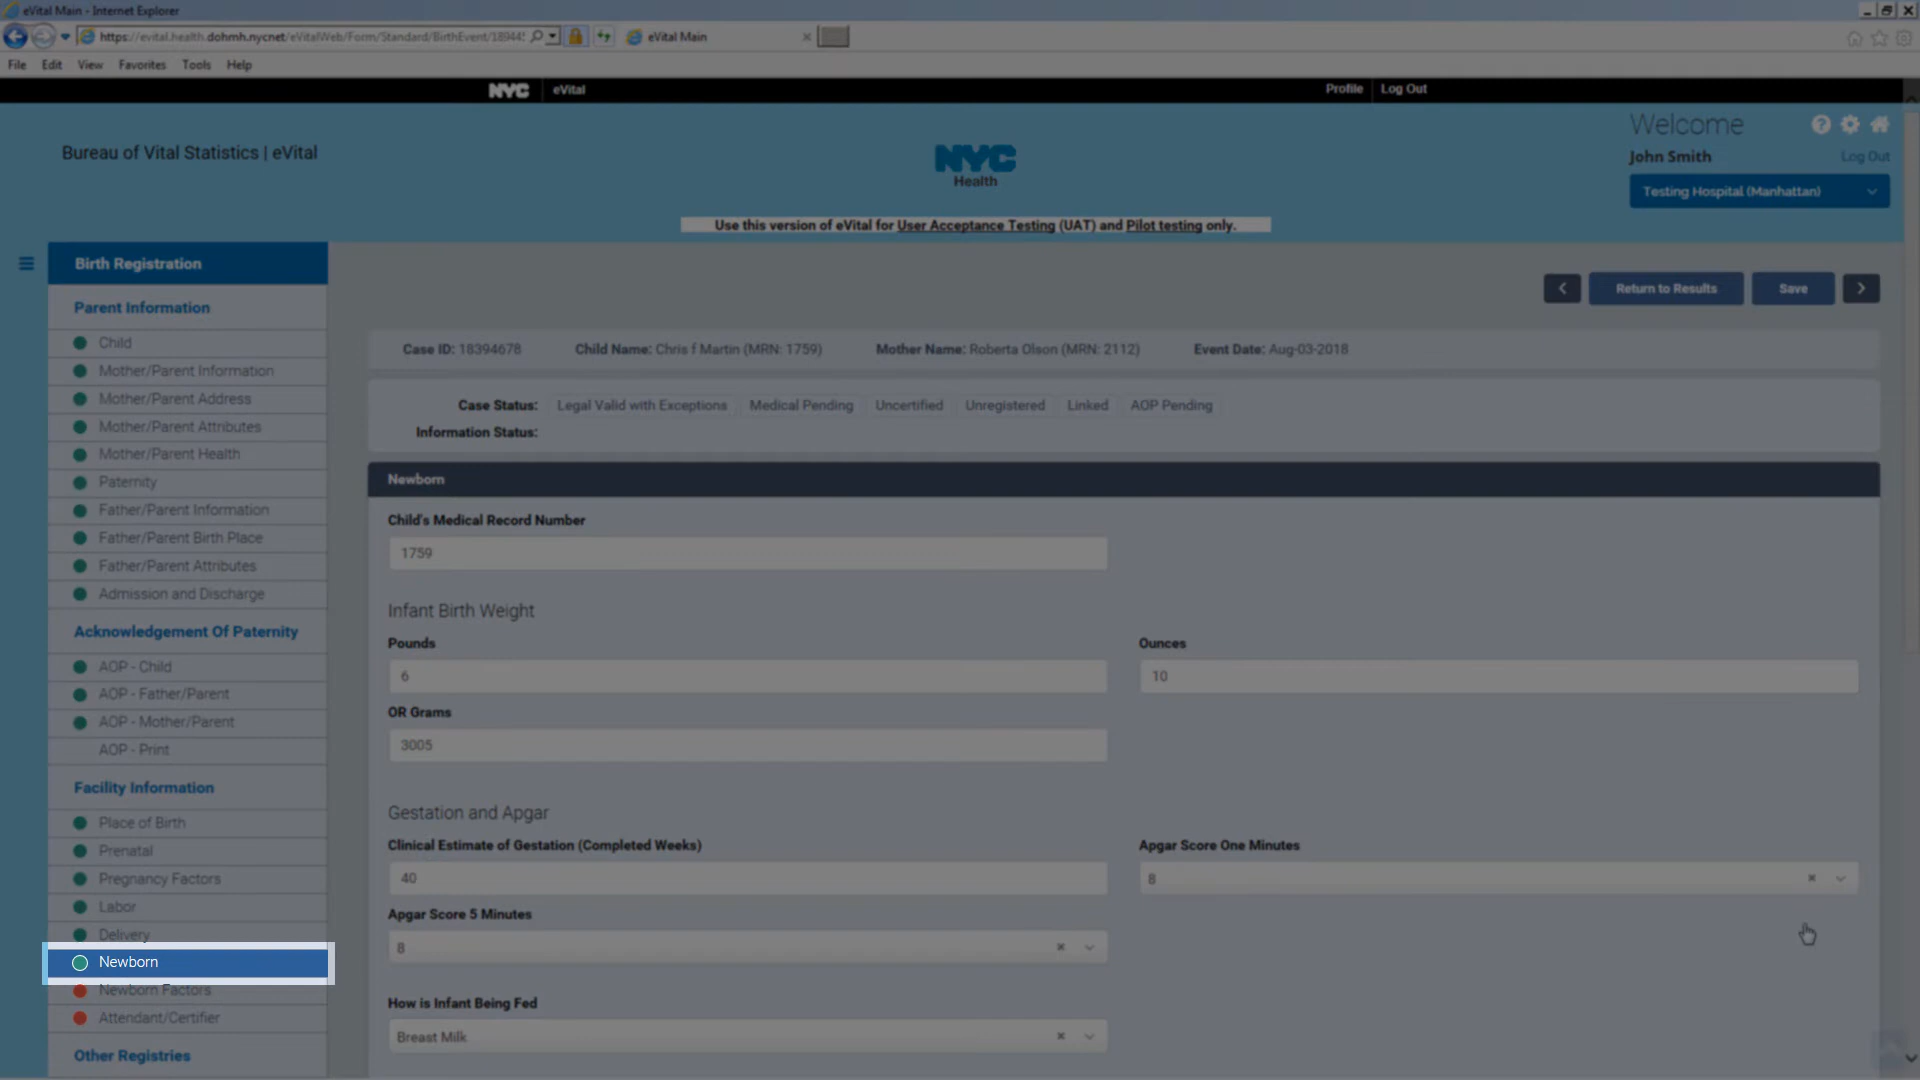 eVital Main - Internet Explorer
https://evital.health.dohmh.nycnet/eVitalWeb/Form/Standard/BirthEvent/18944!
eVital Main
File Edit View Favorites Tools Help
NYC eVital Profile Log Out
Bureau of Vital Statistics | eVital
NYC
Health
Welcome
John Smith Log Out
Testing Hospital (Manhattan)
Use this version of eVital for User Acceptance Testing (UAT) and Pilot testing only.
Birth Registration
Parent Information
Child
Mother/Parent Information
Mother/Parent Address
Mother/Parent Attributes
Mother/Parent Health
Paternity
Father/Parent Information
Father/Parent Birth Place
Father/Parent Attributes
Admission and Discharge
Acknowledgement Of Paternity
AOP - Child
AOP - Father/Parent
AOP - Mother/Parent
AOP - Print
Facility Information
Place of Birth
Prenatal
Pregnancy Factors
Labor
Delivery
Newborn
Newborn Factors
Attendant/Certifier
Other Registries
Return to Results Save
Case ID: 18394678 Child Name: Chris f Martin (MRN: 1759) Mother Name: Roberta Olson (MRN: 2112) Event Date: Aug-03-2018
Case Status: Legal Valid with Exceptions Medical Pending Uncertified Unregistered Linked AOP Pending
Information Status:
Newborn
Child's Medical Record Number
1759
Infant Birth Weight
Pounds Ounces
6 10
OR Grams
3005
Gestation and Apgar
Clinical Estimate of Gestation (Completed Weeks) Apgar Score One Minutes
40 8
Apgar Score 5 Minutes
8
How is Infant Being Fed
Breast Milk